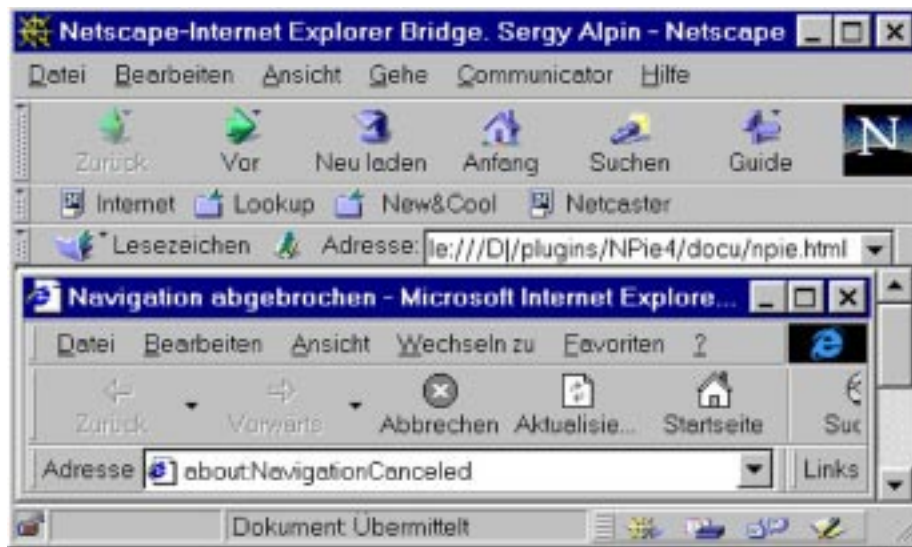 Netscape-Internet Explorer Bridge. Sergy Alpin - Netscape
Datei Bearbeiten Ansicht Gehe Communicator Hilfe
Zurück Vor Neu laden Anfang Suchen Guide N
Internet Lookup New&Cool Netcaster
Lesezeichen Adresse: le:///D|/plugins/NPie4/docu/npie.html
Navigation abgebrochen - Microsoft Internet Explore...
Datei Bearbeiten Ansicht Wechseln zu Favoriten ?
Zurück Vorwärts Abbrechen Aktualisie... Startseite Suc
Adresse about:NavigationCanceled Links
Dokument: Übermittelt